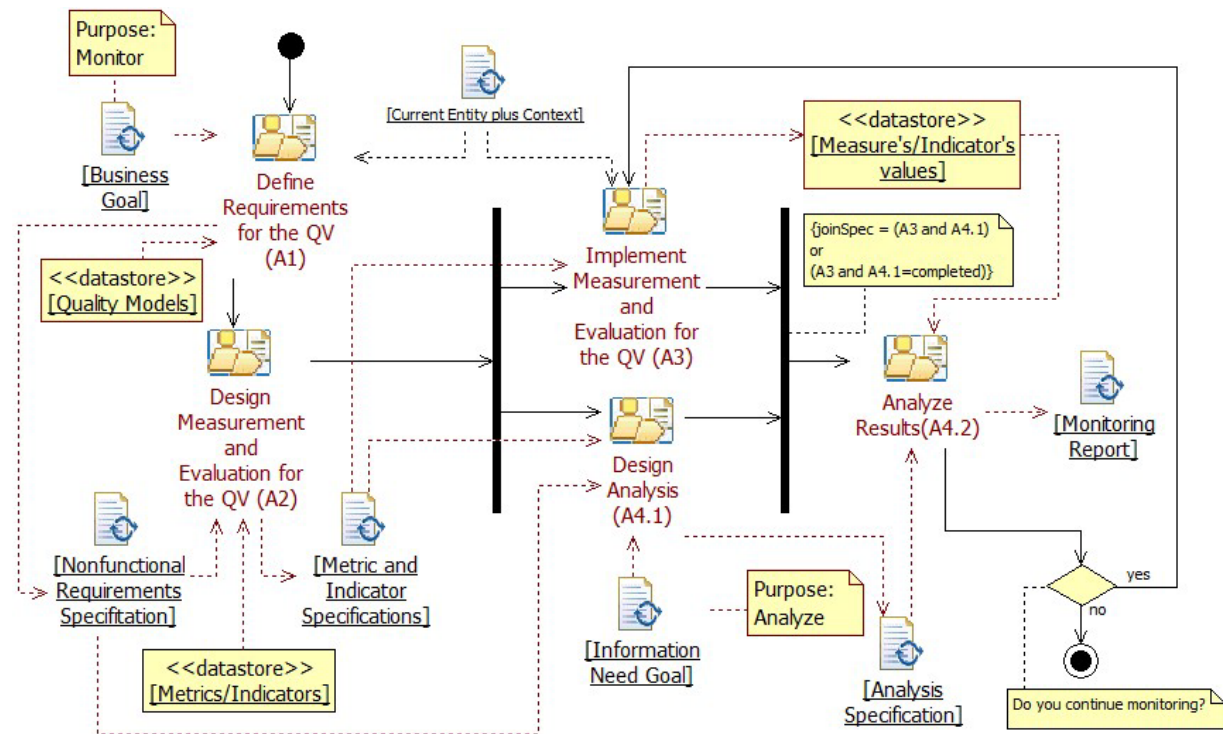 Purpose:
Monitor
[Business
Goal]
Define
Requirements
for the QV
(A1)
[Current Entity plus Context]
<<datastore>>
[Measure's/Indicator's
values]
<<datastore>>
[Quality Models]
Implement
Measurement
and
Evaluation for
the QV (A3)
{joinSpec = (A3 and A4.1)
or
(A3 and A4.1=completed)}
Design
Measurement
and
Evaluation for
the QV (A2)
Analyze
Results(A4.2)
[Monitoring
Report]
Design
Analysis
(A4.1)
[Nonfunctional
Requirements
Specifitation]
[Metric and
Indicator
Specifications]
<<datastore>>
[Metrics/Indicators]
[Information
Need Goal]
Purpose:
Analyze
[Analysis
Specification]
yes
no
Do you continue monitoring?